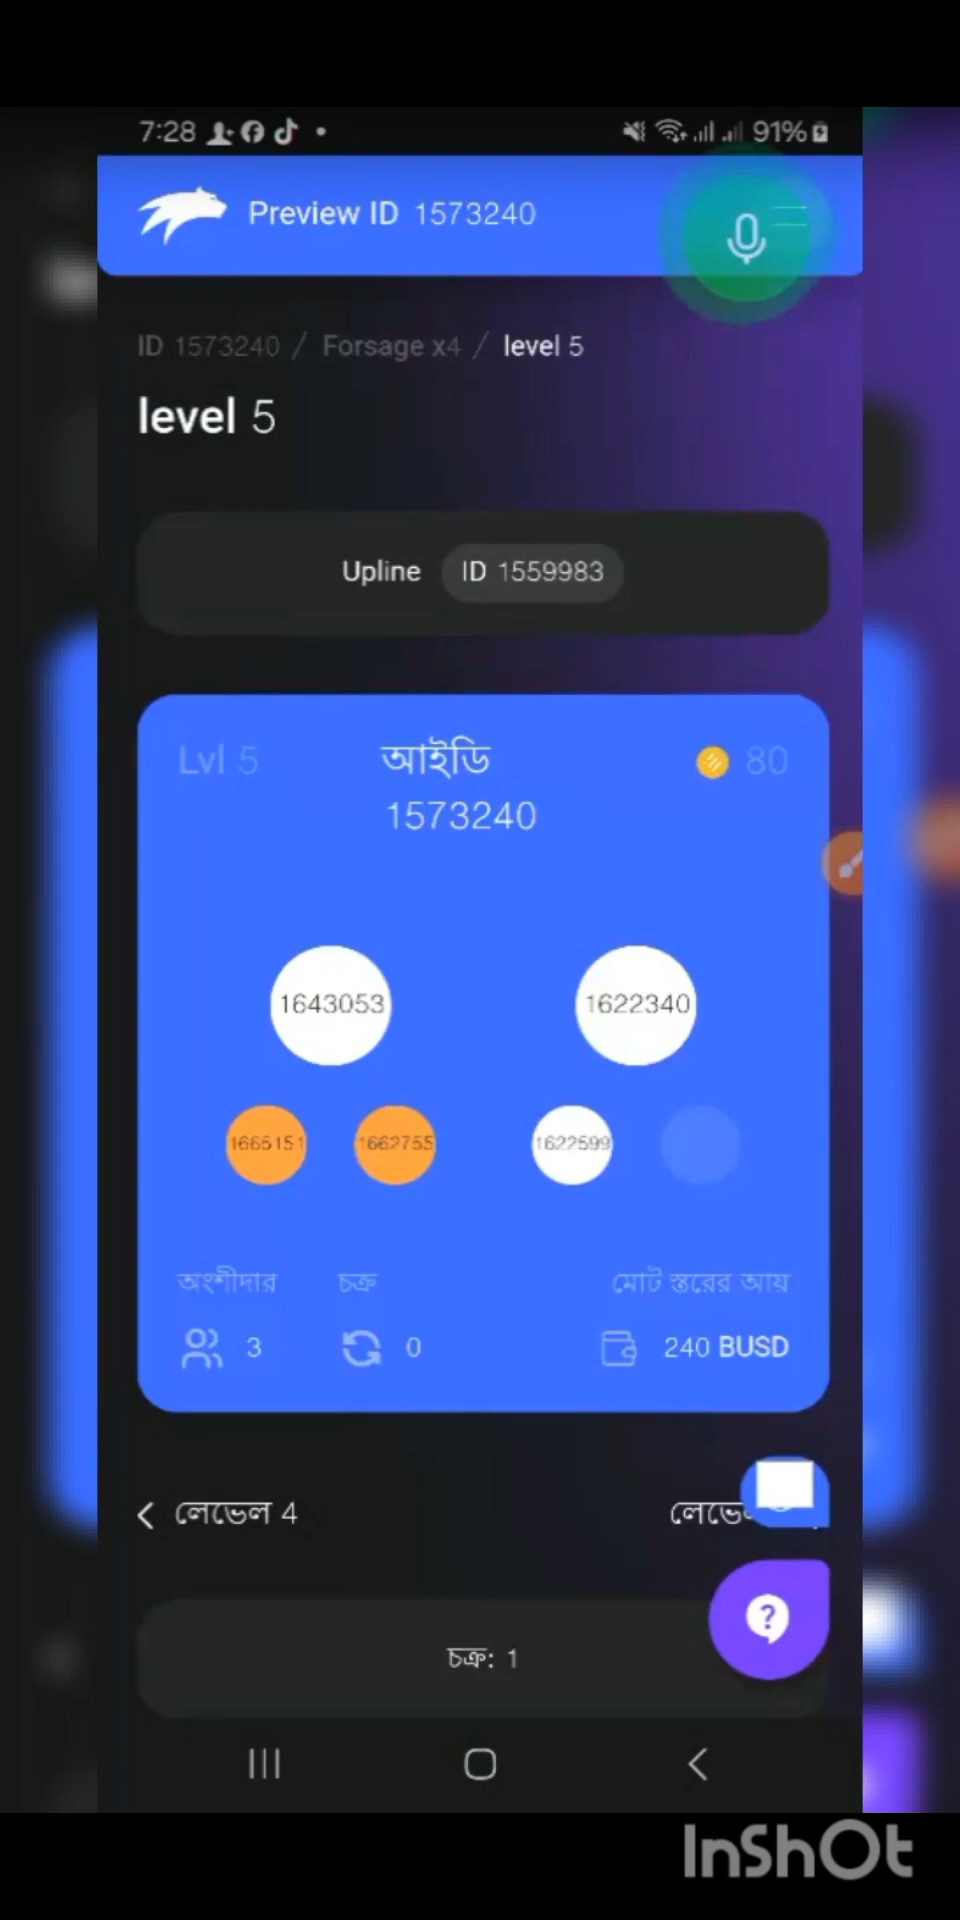 7:28
91%
Preview ID 1573240
ID 1573240 / Forsage x4 / level 5
level 5
Upline ID 1559983
Lvl 5
আইডি
80
1573240
1643053
1622340
1665151
1662755
1622599
অংশীদার
চক্র
মোট স্তরের আয়
3
0
240 BUSD
লেভেল 4
চক্র: 1
InShOt